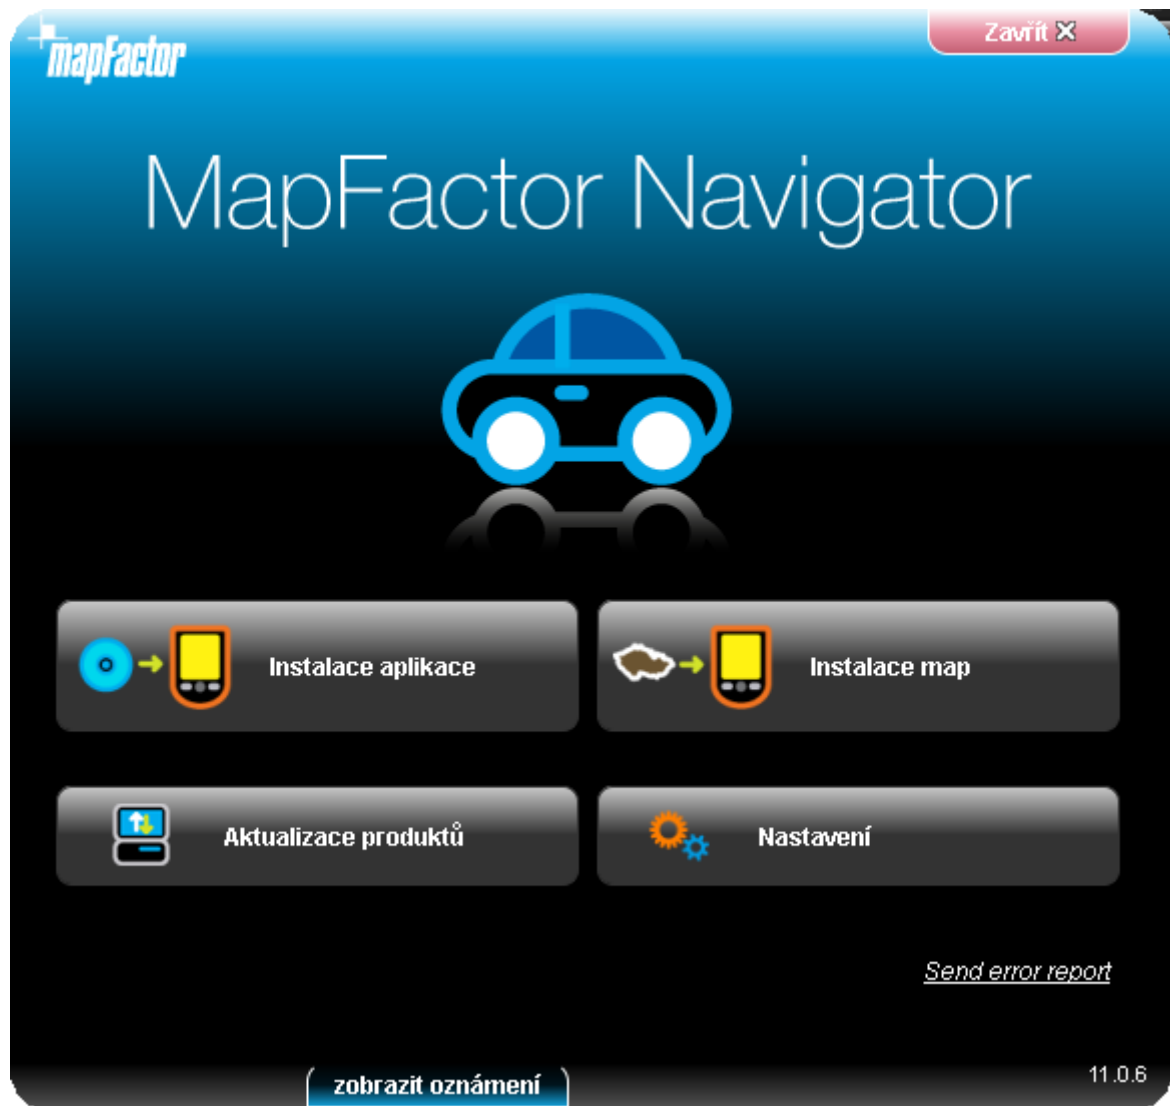 mapFactor
Zavřít
MapFactor Navigator
Instalace aplikace
Instalace map
Aktualizace produktů
Nastavení
Send error report
zobrazit oznámení
11.0.6